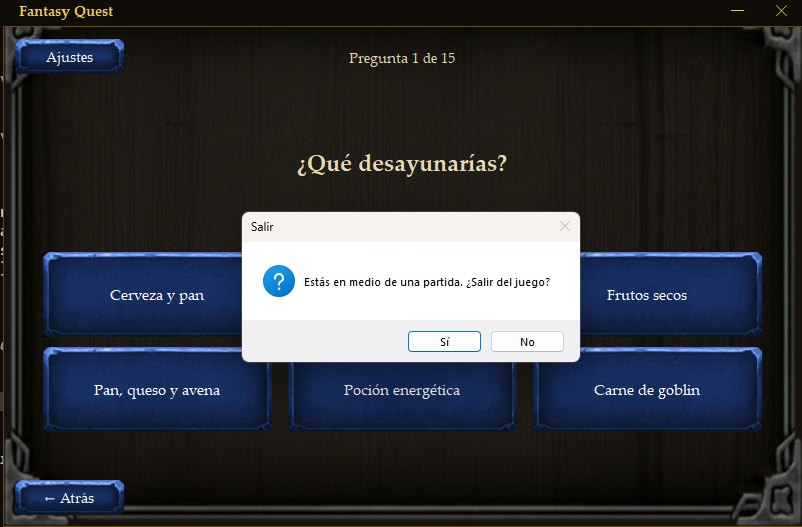 Fantasy Quest
Ajustes
Pregunta 1 de 15
¿Qué desayunarías?
Salir
Estás en medio de una partida. ¿Salir del juego?
Sí
No
Cerveza y pan
Frutos secos
Pan, queso y avena
Poción energética
Carne de goblin
← Atrás